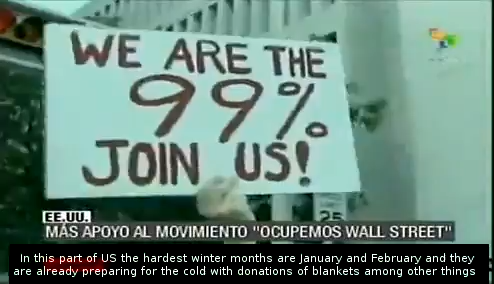 WE ARE THE
99%
JOIN US!
25
EE.UU.
MÁS APOYO AL MOVIMIENTO "OCUPEMOS WALL STREET"
In this part of US the hardest winter months are January and February and they
are already preparing for the cold with donations of blankets among other things